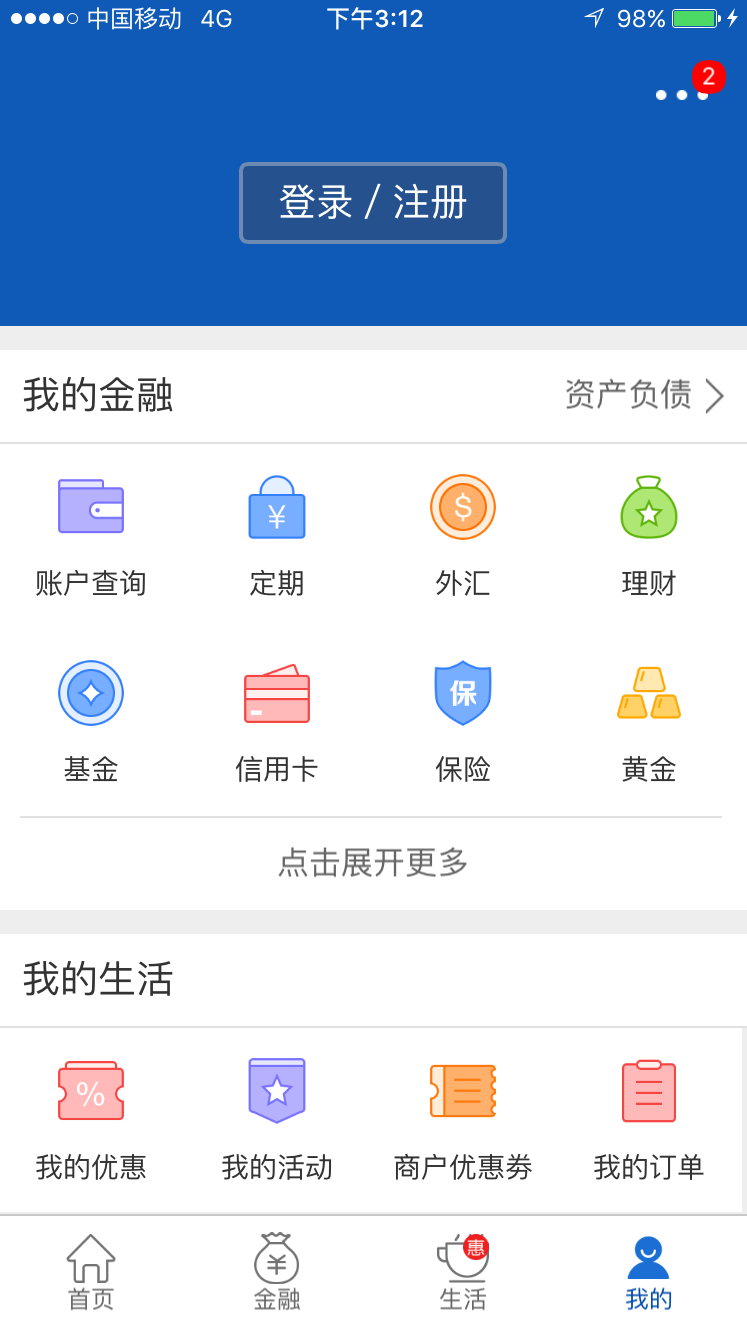 中国移动 4G 下午3:12 98%
2
登录 / 注册
我的金融 资产负债
¥ $
账户查询 定期 外汇 理财
保
基金 信用卡 保险 黄金
点击展开更多
我的生活
%
我的优惠 我的活动 商户优惠券 我的订单
¥ 惠
首页 金融 生活 我的